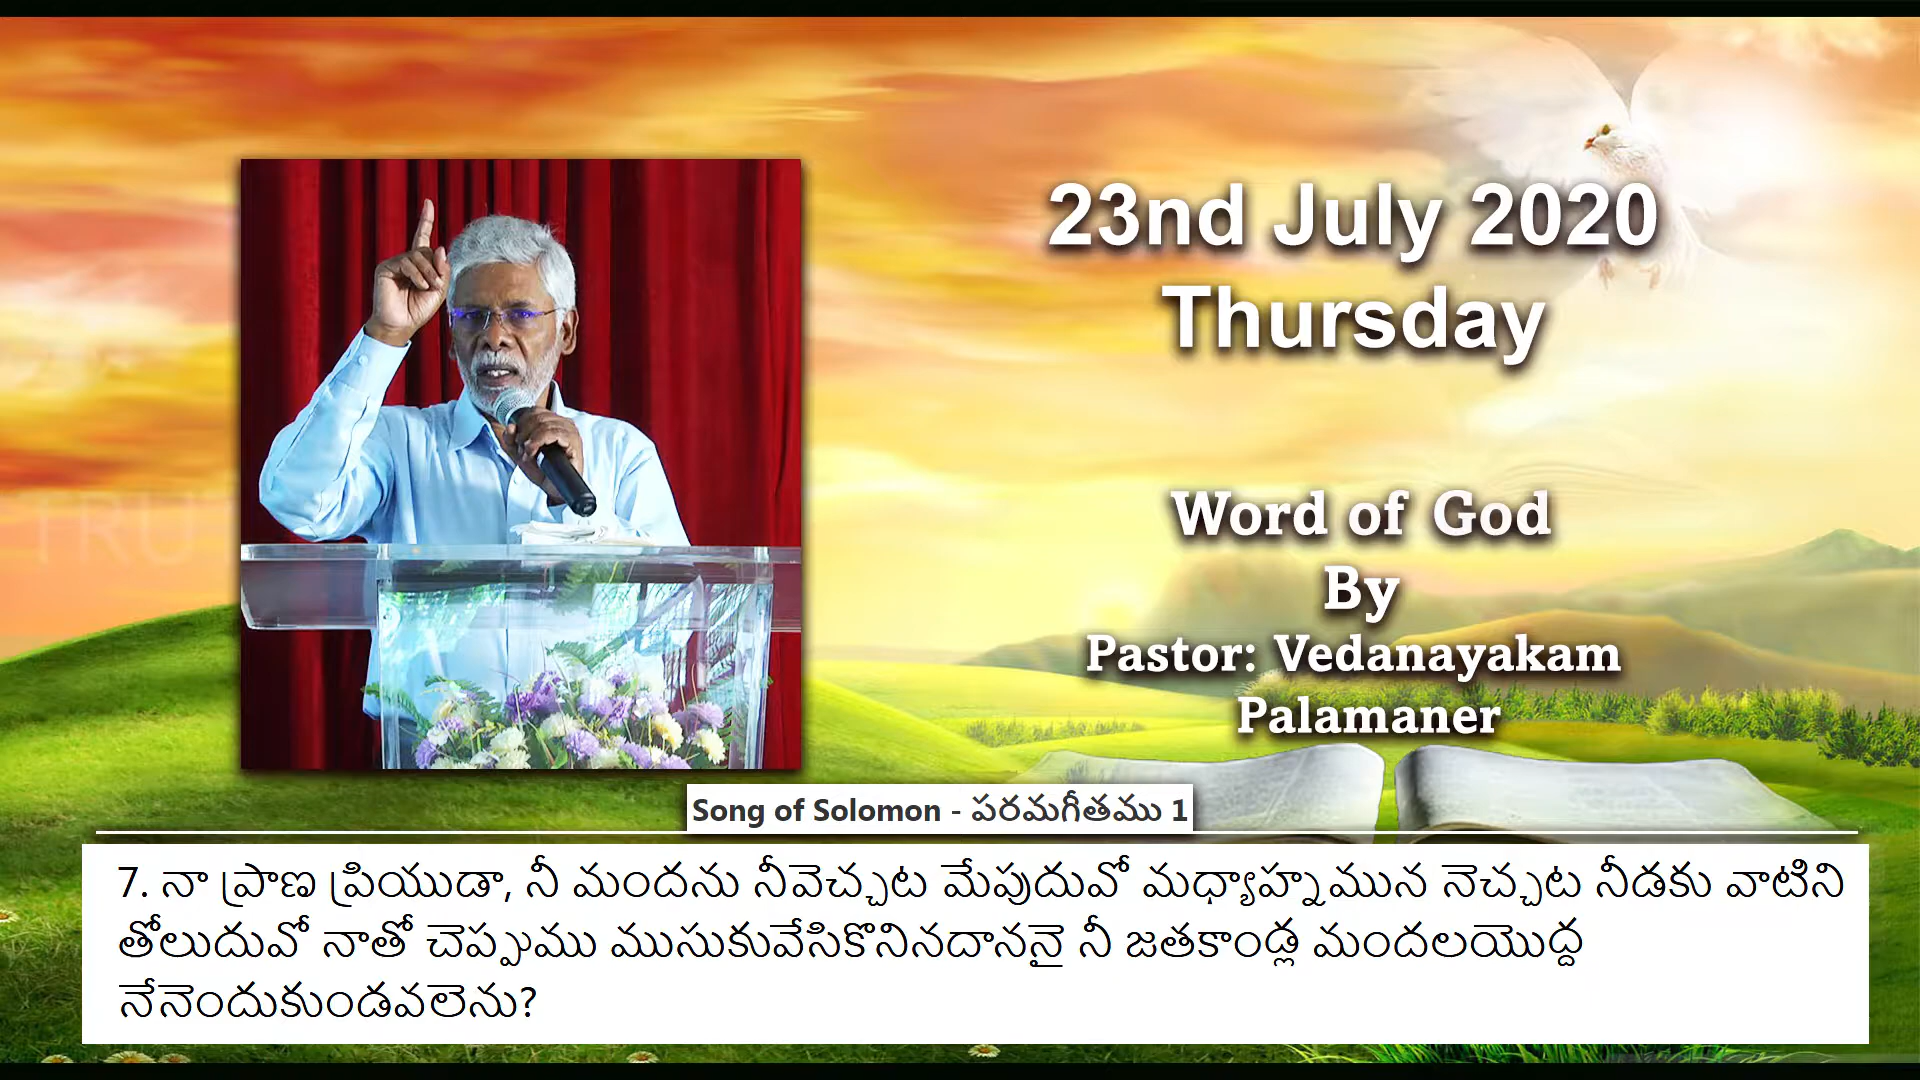 23nd July 2020
Thursday
Word of God
By
Pastor: Vedanayakam
Palamaner
TRU
Song of Solomon - పరమగీతము 1
7. నా ప్రాణ ప్రియుడా, నీ మందను నీవెచ్చట మేపుదువో మధ్యాహ్నమున నెచ్చట నీడకు వాటిని
తోలుదువో నాతో చెప్పుము ముసుకువేసికొనినదాననై నీ జతకాండ్ల మందలయొద్ద
నేనెందుకుండవలెను?